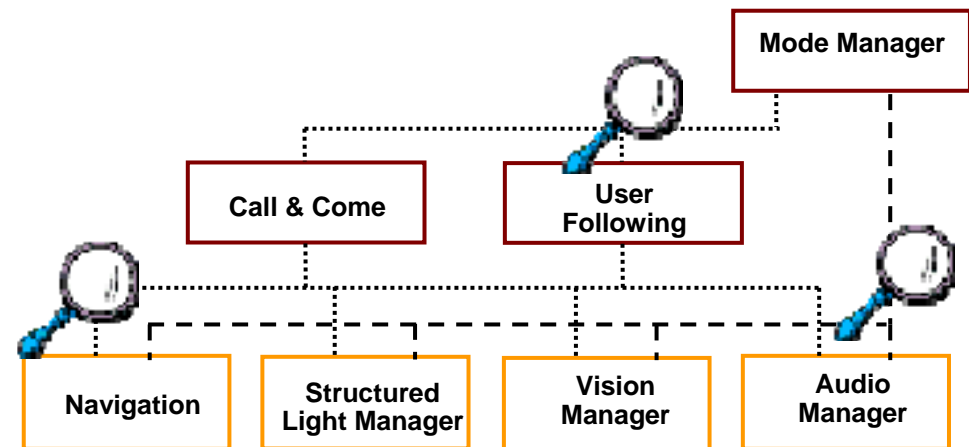 Mode Manager
Call & Come
User
Following
Navigation
Structured
Light Manager
Vision
Manager
Audio
Manager